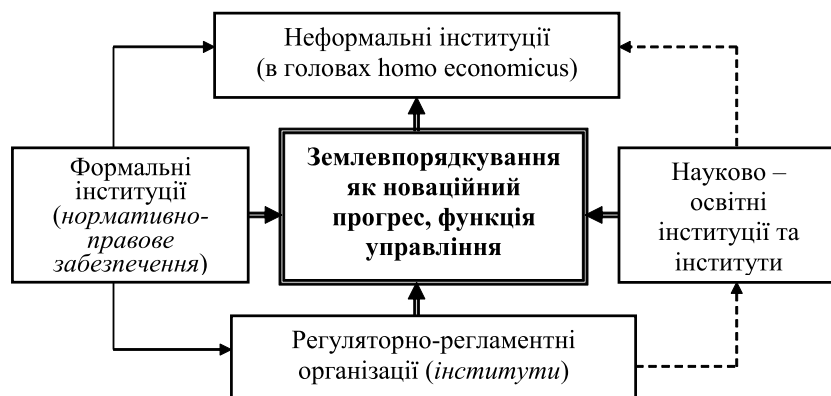 Неформальні інституції
(в головах homo economicus)
Формальні
інституції
(нормативно-
правове
забезпечення)
Землевпорядкування
як новаційний
прогрес, функція
управління
Науково –
освітні
інституції та
інститути
Регуляторно-регламентні
організації (інститути)